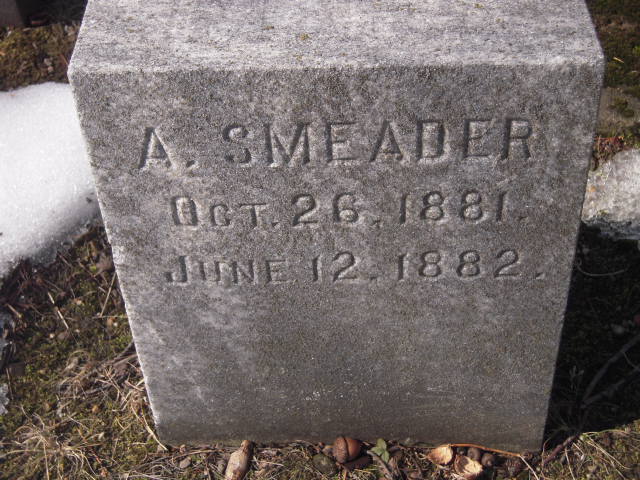 A. SMEADER
OCT. 26, 1881.
JUNE 12, 1882.